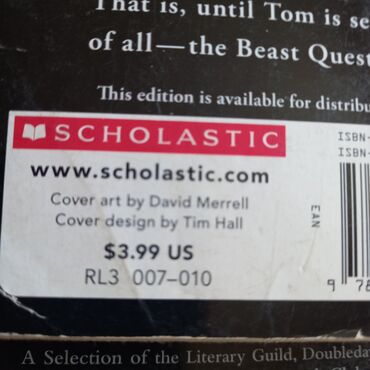 That is, until Tom is se
of all—the Beast Quest
This edition is available for distribu
SCHOLASTIC
www.scholastic.com
Cover art by David Merrell
Cover design by Tim Hall
$3.99 US
RL3 007–010
ISBN-
ISBN-
EAN
9 78
A Selection of the Literary Guild, Doubleda